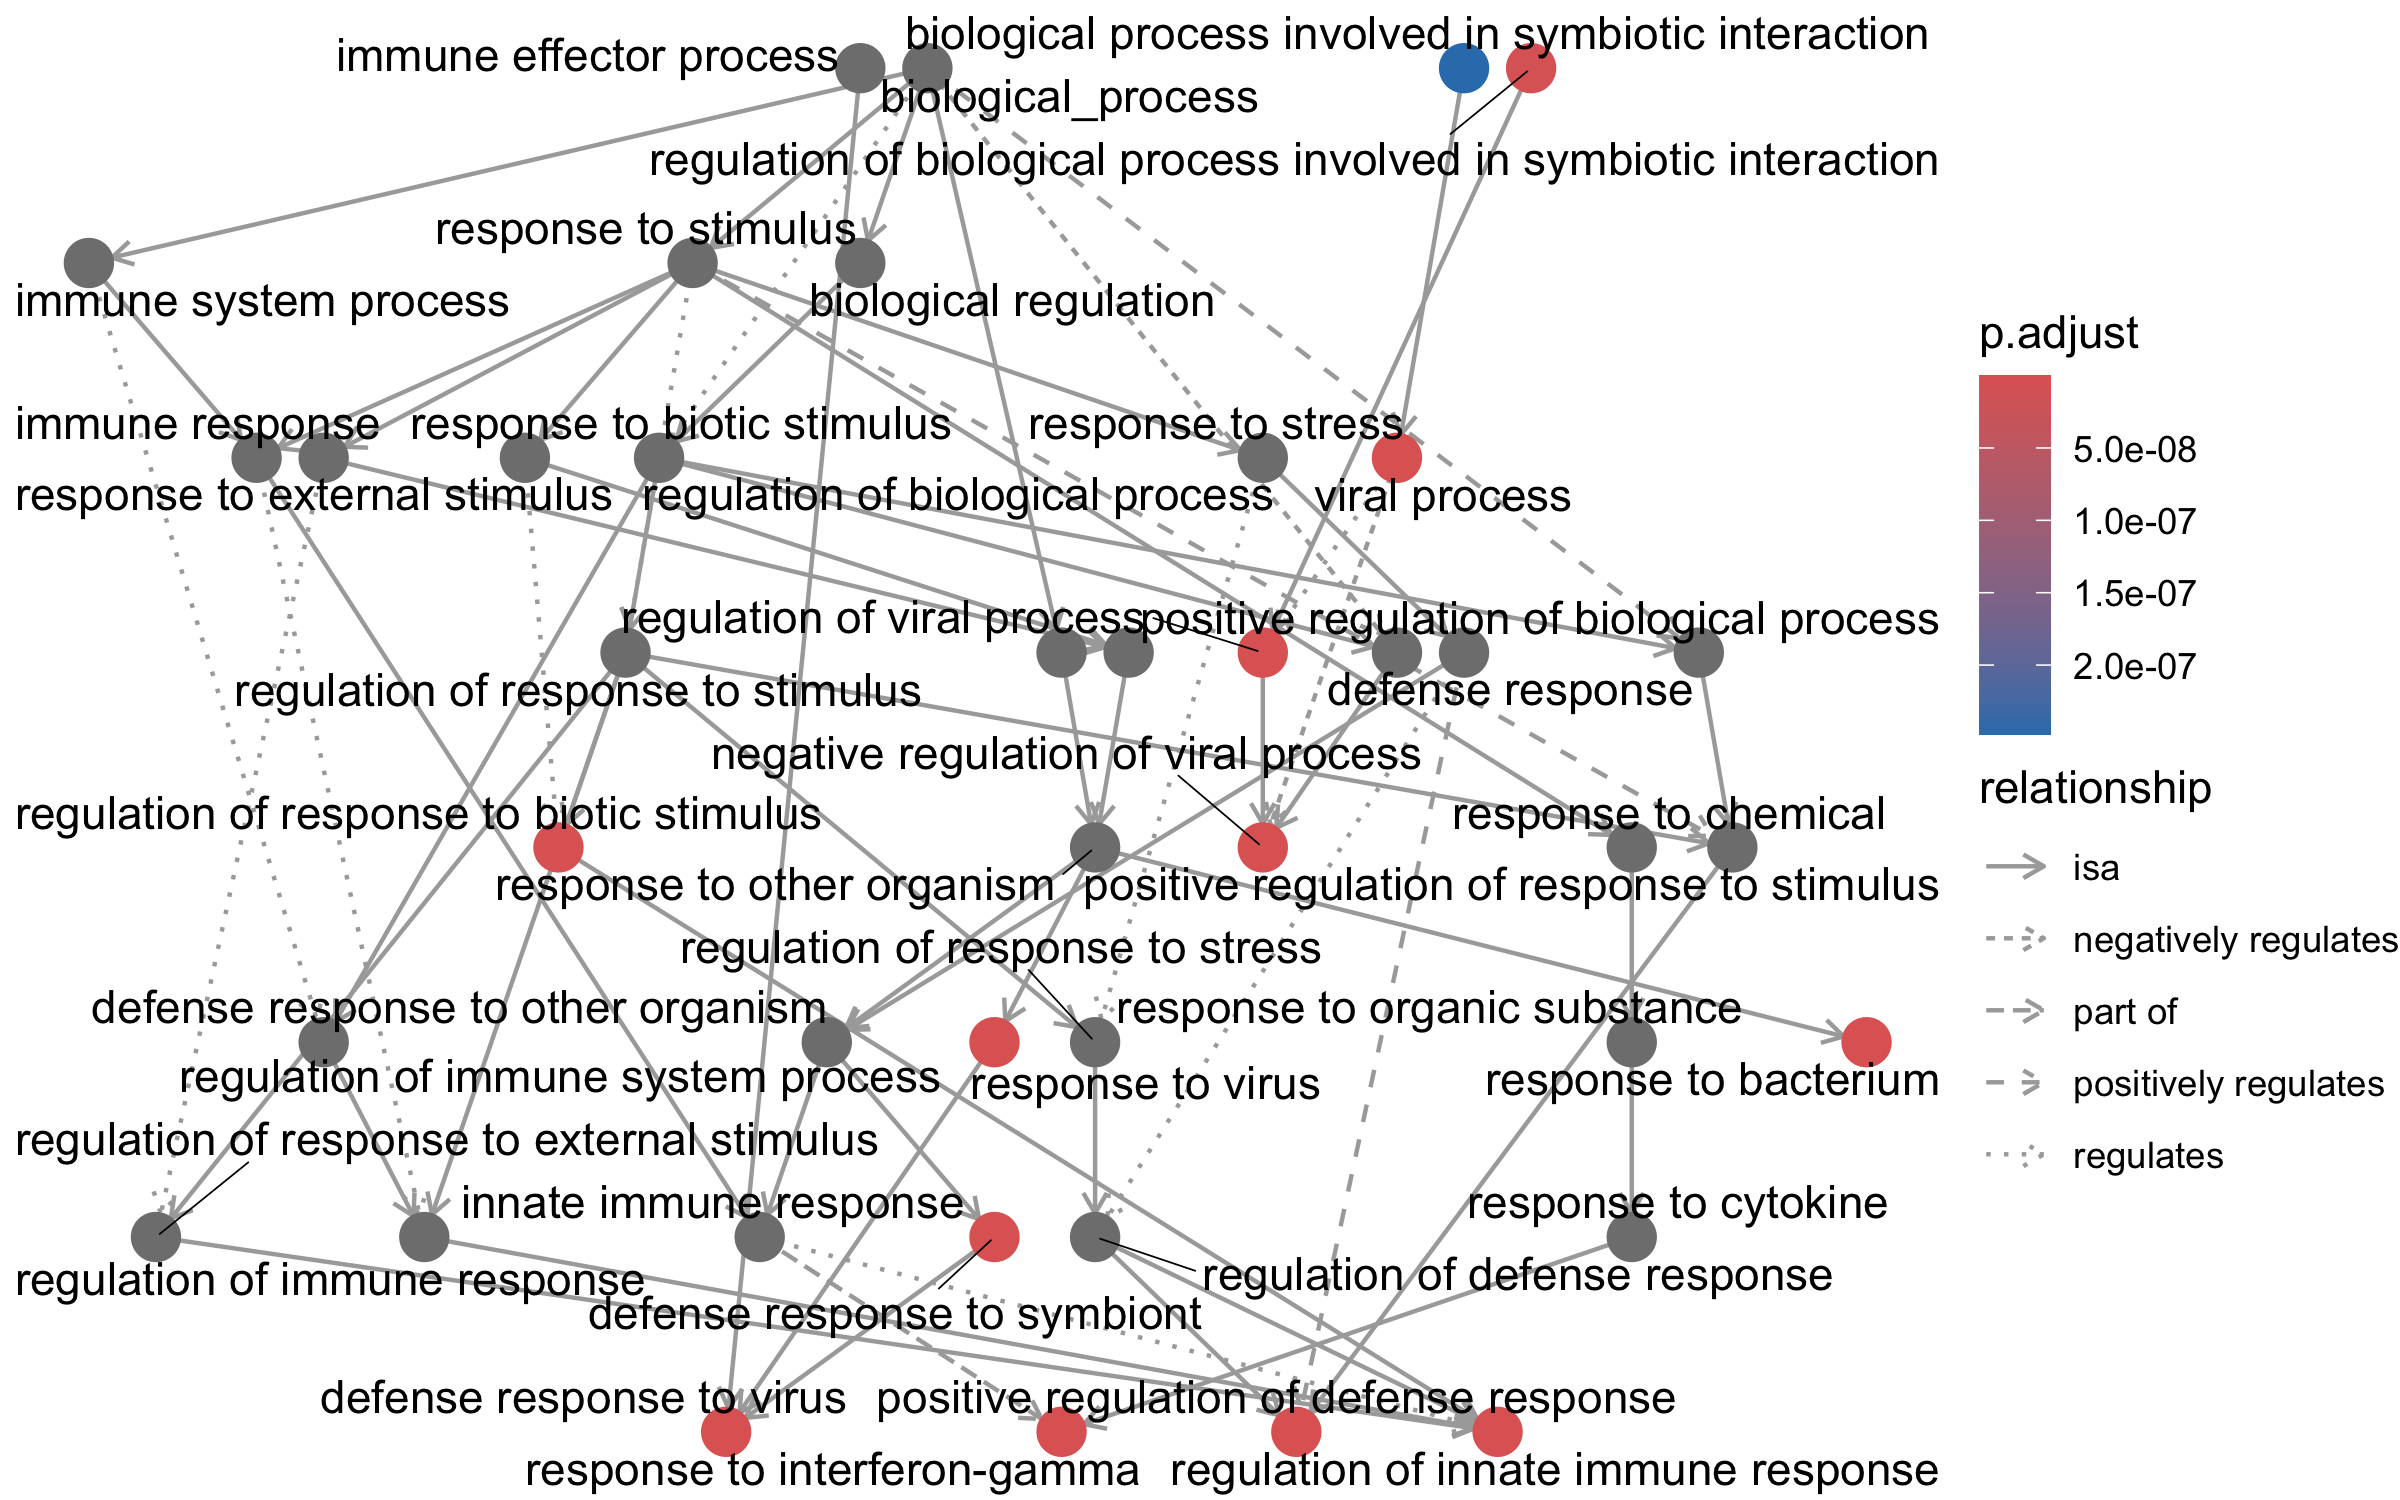 biological process involved in symbiotic interaction
immune effector process
biological_process
regulation of biological process involved in symbiotic interaction
response to stimulus
immune system process
biological regulation
immune response
response to biotic stimulus
response to stress
response to external stimulus
regulation of biological process
viral process
regulation of viral process
positive regulation of biological process
regulation of response to stimulus
defense response
negative regulation of viral process
regulation of response to biotic stimulus
response to chemical
response to other organism
positive regulation of response to stimulus
regulation of response to stress
defense response to other organism
response to organic substance
regulation of immune system process
response to virus
response to bacterium
regulation of response to external stimulus
innate immune response
response to cytokine
regulation of immune response
regulation of defense response
defense response to symbiont
defense response to virus
positive regulation of defense response
response to interferon-gamma
regulation of innate immune response
p.adjust
5.0e-08
1.0e-07
1.5e-07
2.0e-07
relationship
isa
negatively regulates
part of
positively regulates
regulates